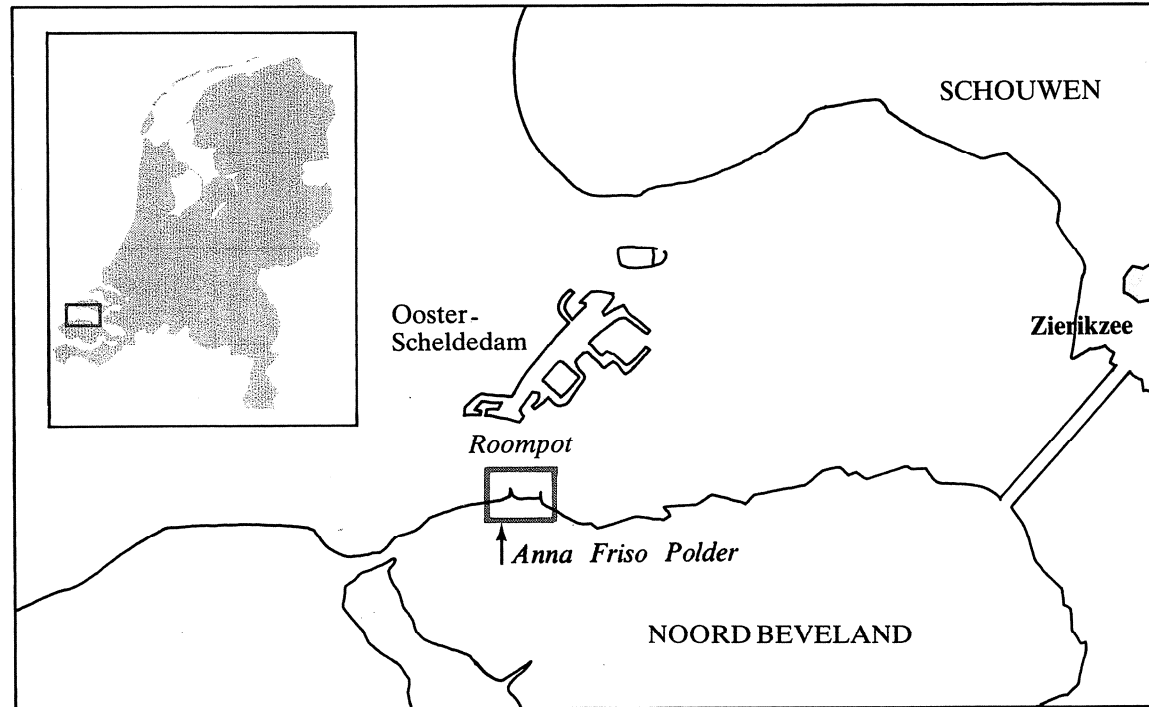 SCHOUWEN
Ooster-
Scheldedam
Zierikzee
Roompot
Anna Friso Polder
NOORD BEVELAND